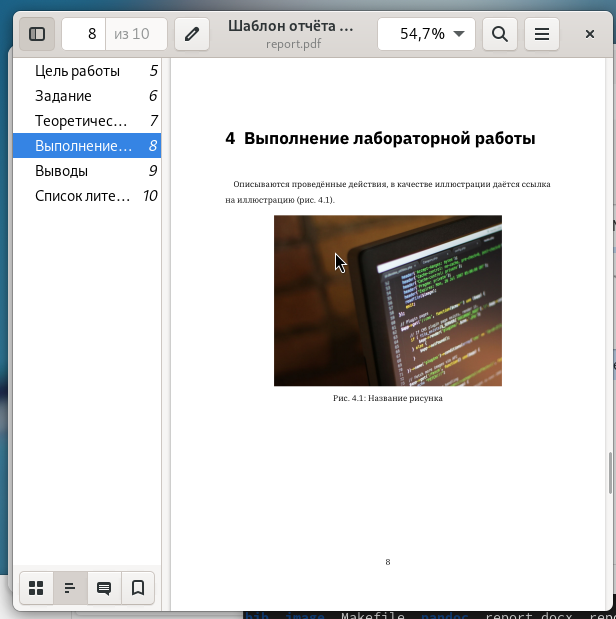 8 из 10
Шаблон отчёта ...
report.pdf
54,7%
Цель работы 5
Задание 6
Теоретичес... 7
Выполнение... 8
Выводы 9
Список лите... 10
4 Выполнение лабораторной работы
Описываются проведённые действия, в качестве иллюстрации даётся ссылка
на иллюстрацию (рис. 4.1).
Рис. 4.1: Название рисунка
8
bib image Makefile pandoc report.docx